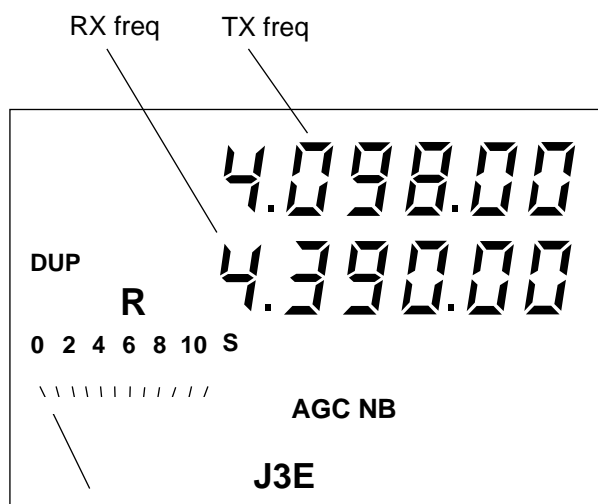 RX freq TX freq
4.098.00
DUP 4.390.00
R
0 2 4 6 8 10 S
AGC NB
J3E